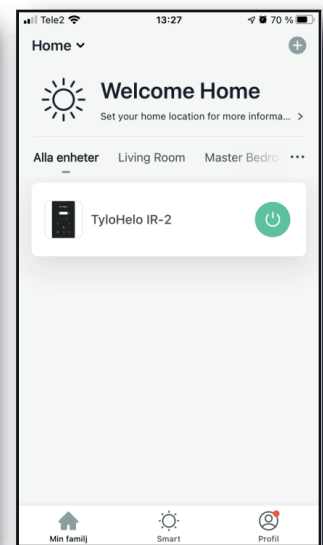 Tele2 13:27 70 %
Home
Welcome Home
Set your home location for more informa... >
Alla enheter Living Room Master Bedro
TyloHelo IR-2
Min familj Smart Profil